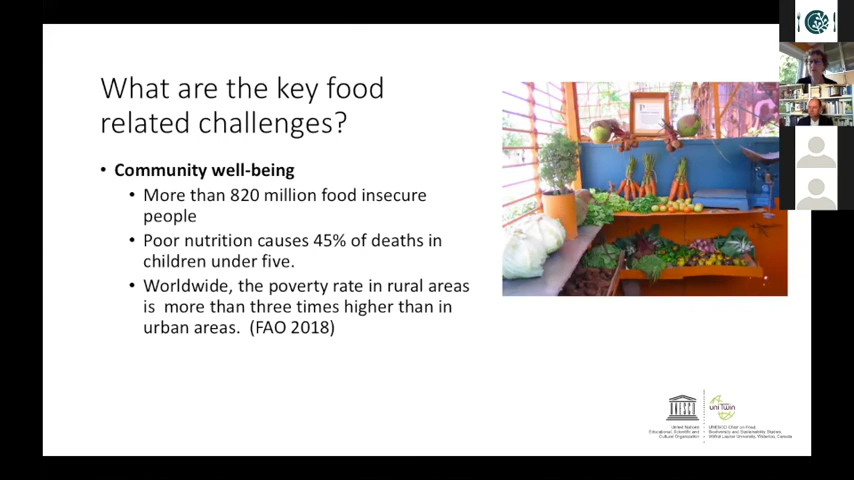 What are the key food
related challenges?
• Community well-being
• More than 820 million food insecure
people
• Poor nutrition causes 45% of deaths in
children under five.
• Worldwide, the poverty rate in rural areas
is more than three times higher than in
urban areas. (FAO 2018)
UNESCO
uni Twin
United Nations
Educational, Scientific and
Cultural Organization
UNESCO Chair on Food,
Biodiversity and Sustainability Studies,
Wilfrid Laurier University, Waterloo, Canada